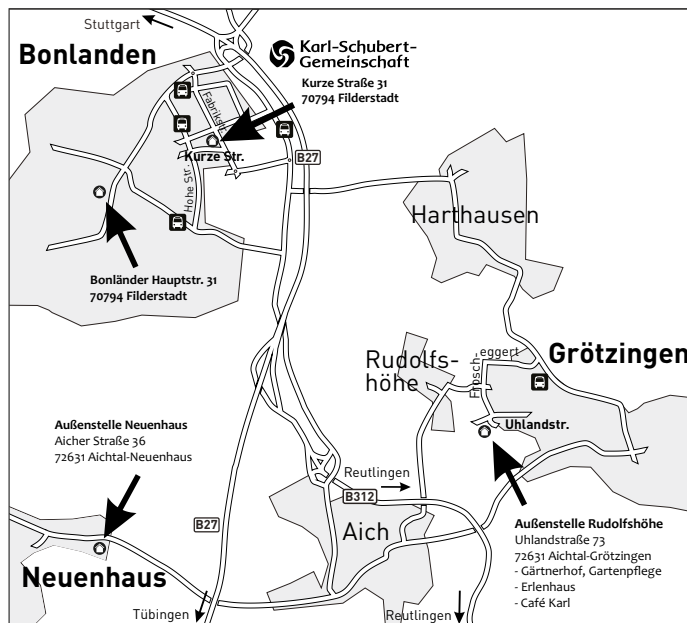 Stuttgart
Bonlanden
Karl-Schubert-
Gemeinschaft
Kurze Straße 31
70794 Filderstadt
Fabrikstr.
Kurze Str.
B27
Hohe Str.
Harthausen
Bonländer Hauptstr. 31
70794 Filderstadt
Rudolfs-
höhe
Frosch-
eggert
Grötzingen
Uhlandstr.
Außenstelle Neuenhaus
Aicher Straße 36
72631 Aichtal-Neuenhaus
Reutlingen
B312
B27
Aich
Außenstelle Rudolfshöhe
Uhlandstraße 73
72631 Aichtal-Grötzingen
- Gärtnerhof, Gartenpflege
- Erlenhaus
- Café Karl
Neuenhaus
Tübingen
Reutlingen